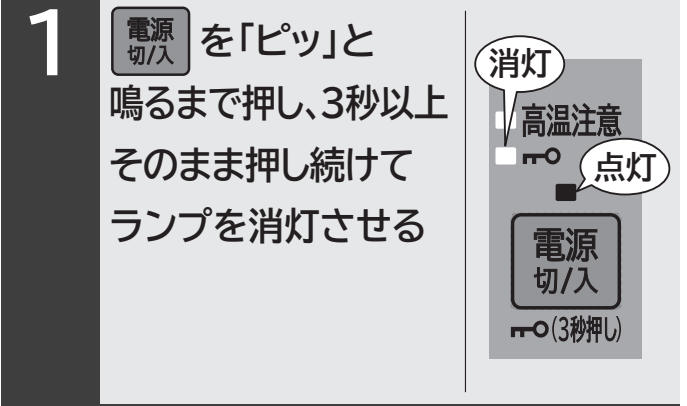 1
電源
切/入
を「ピッ」と
鳴るまで押し、3秒以上
そのまま押し続けて
ランプを消灯させる
消灯
高温注意
点灯
電源
切/入
(3秒押し)